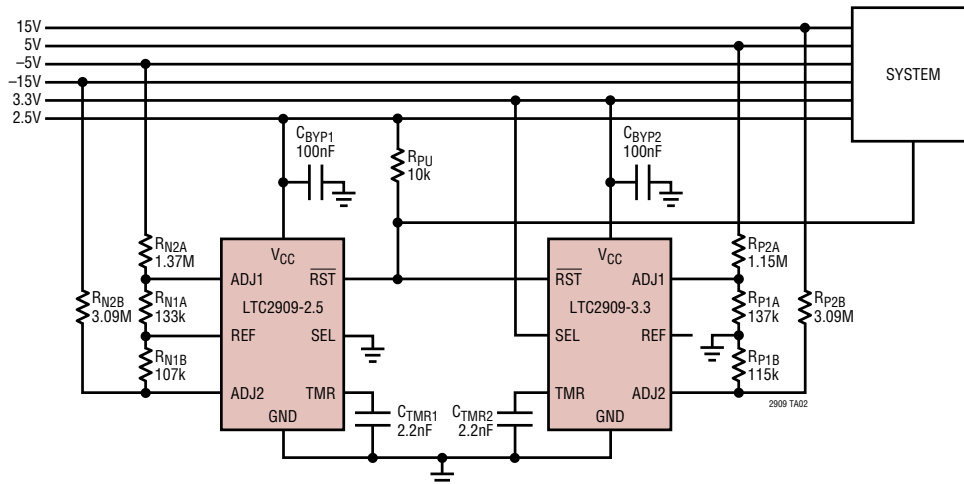 15V
5V
–5V
–15V
3.3V
2.5V
SYSTEM
CBYP1
100nF
RPU
10k
CBYP2
100nF
RN2A
1.37M
RN2B
3.09M
RN1A
133k
RN1B
107k
VCC
ADJ1
RST
LTC2909-2.5
REF
SEL
ADJ2
TMR
GND
CTMR1
2.2nF
CTMR2
2.2nF
VCC
RST
ADJ1
LTC2909-3.3
SEL
REF
TMR
ADJ2
GND
RP2A
1.15M
RP1A
137k
RP2B
3.09M
RP1B
115k
2909 TA02